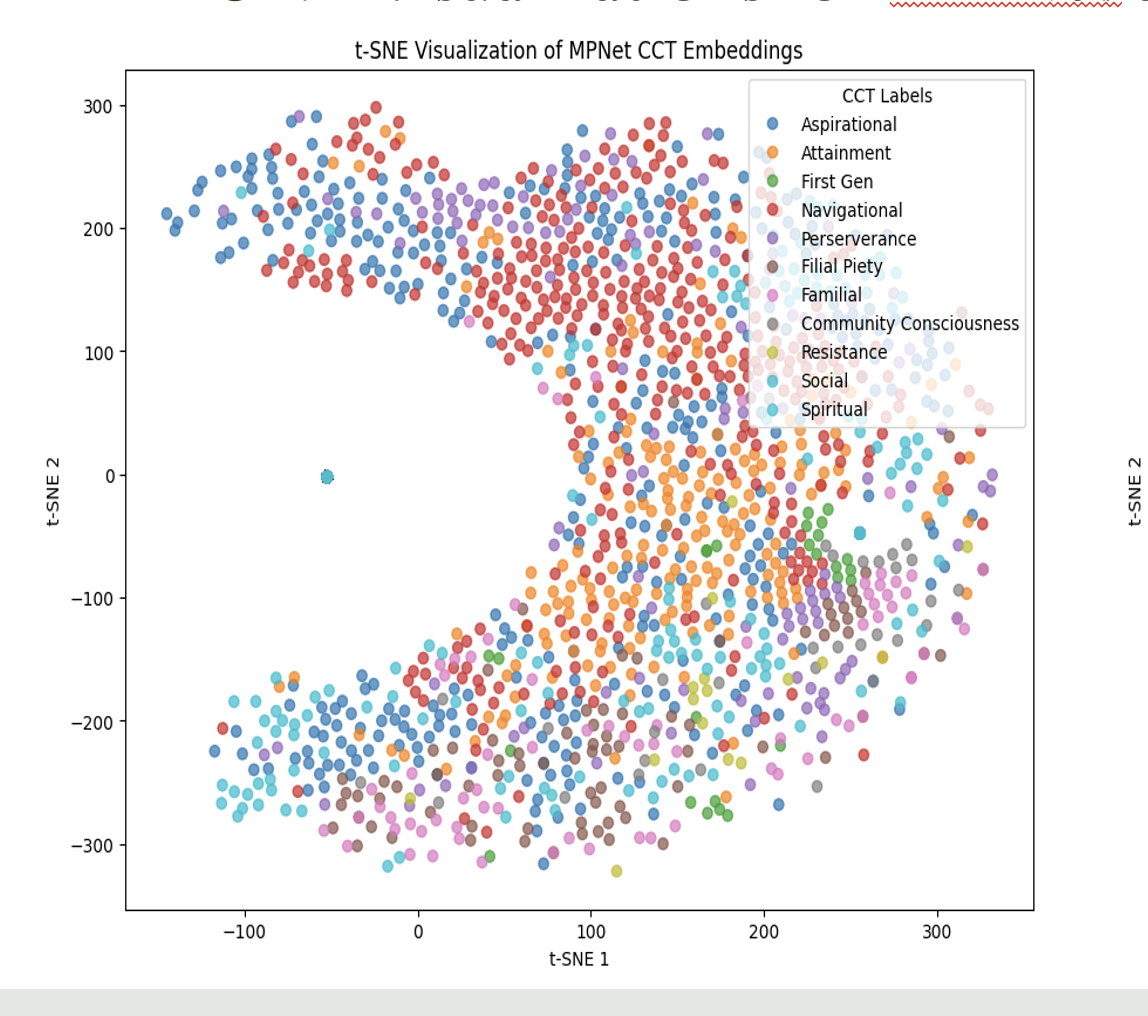 t-SNE Visualization of MPNet CCT Embeddings
CCT Labels
Aspirational
Attainment
First Gen
Navigational
Perserverance
Filial Piety
Familial
Community Consciousness
Resistance
Social
Spiritual
300
200
100
0
−100
−200
−300
t-SNE 2
−100 0 100 200 300
t-SNE 1
t-SNE 2